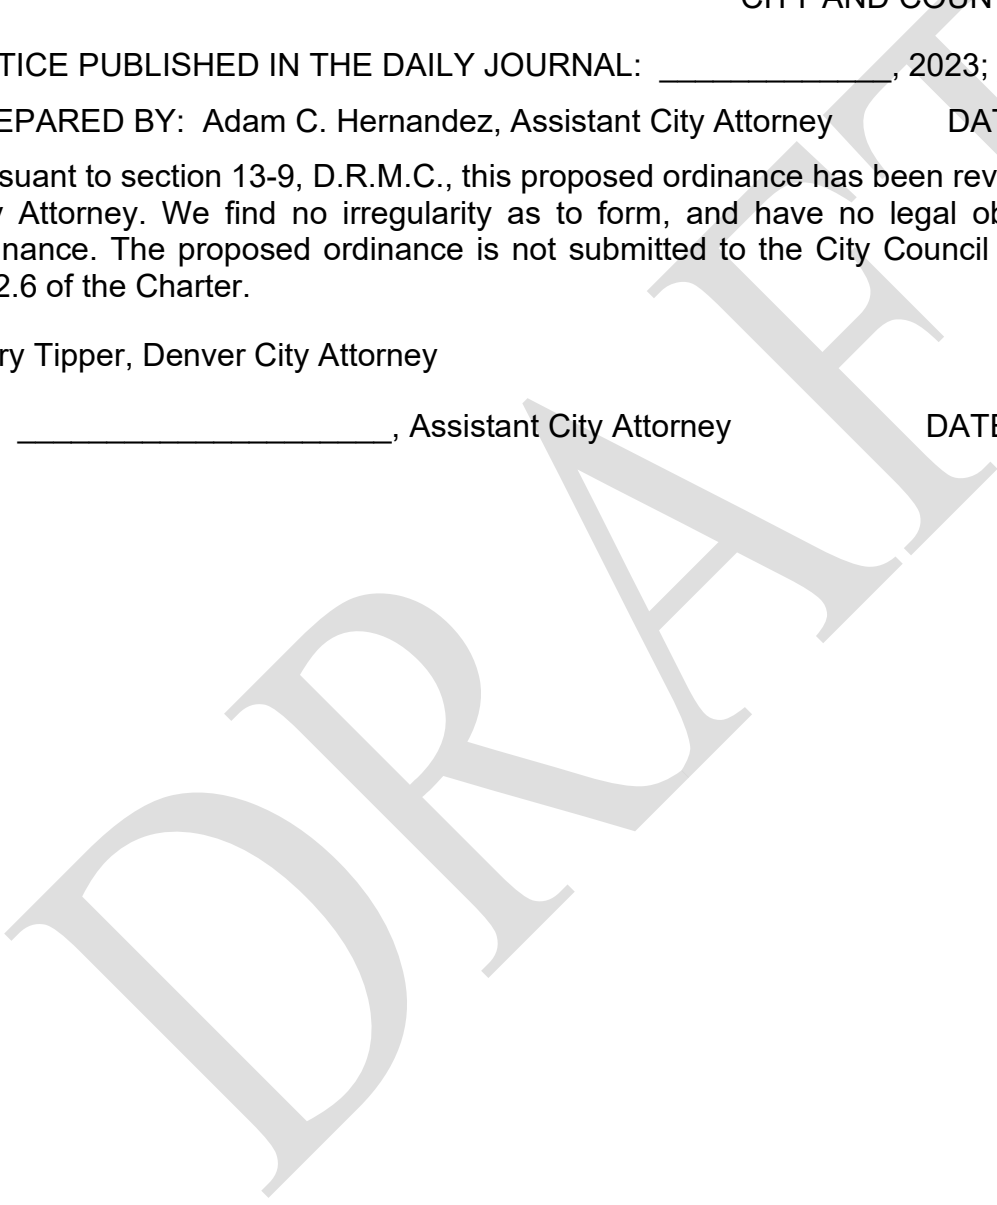 CITY AND COUN
TICE PUBLISHED IN THE DAILY JOURNAL: _____________, 2023;
EPARED BY: Adam C. Hernandez, Assistant City Attorney DAT
suant to section 13-9, D.R.M.C., this proposed ordinance has been rev
y Attorney. We find no irregularity as to form, and have no legal ob
inance. The proposed ordinance is not submitted to the City Council
2.6 of the Charter.
ry Tipper, Denver City Attorney
_____________________, Assistant City Attorney DATE
DRAFT